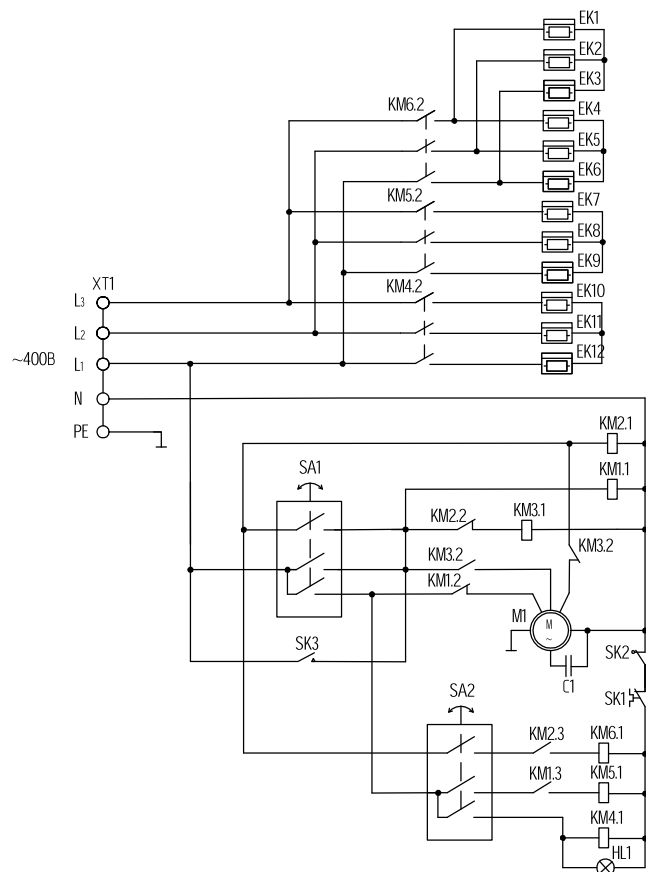 EK1
EK2
EK3
KM6.2
EK4
EK5
EK6
KM5.2
EK7
EK8
EK9
XT1
KM4.2
L3
EK10
L2
EK11
~400В
L1
EK12
N
PE
KM2.1
SA1
KM1.1
KM2.2
KM3.1
KM3.2
KM3.2
KM1.2
M1
M
~
SK3
SK2
C1
SK1
SA2
KM2.3
KM6.1
KM1.3
KM5.1
KM4.1
HL1